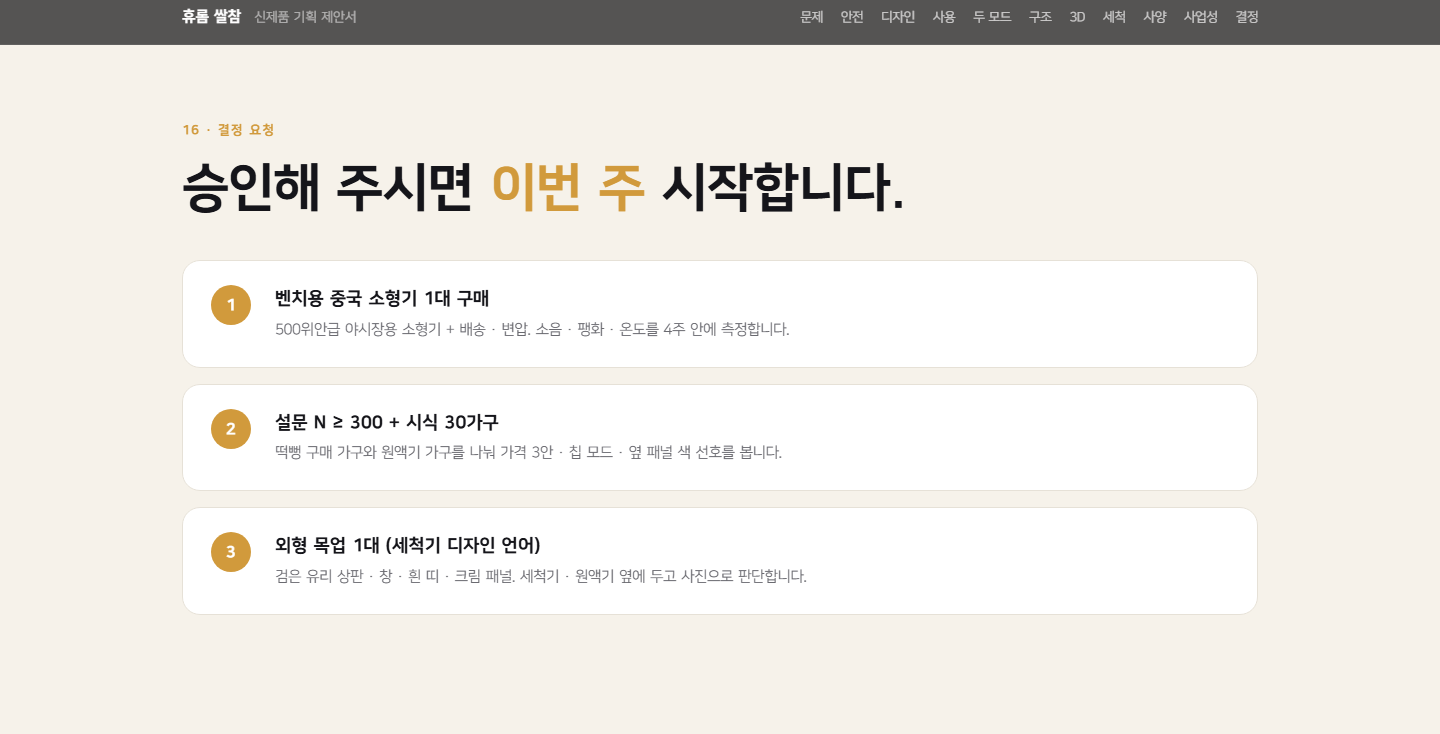 휴롬 쌀참 신제품 기획 제안서 문제 안전 디자인 사용 두 모드 구조 3D 세척 사양 사업성 결정
16 · 결정 요청
승인해 주시면 이번 주 시작합니다.
1 벤치용 중국 소형기 1대 구매
500위안급 야시장용 소형기 + 배송 · 변압. 소음 · 팽화 · 온도를 4주 안에 측정합니다.
2 설문 N ≥ 300 + 시식 30가구
떡뻥 구매 가구와 원액기 가구를 나눠 가격 3안 · 칩 모드 · 옆 패널 색 선호를 봅니다.
3 외형 목업 1대 (세척기 디자인 언어)
검은 유리 상판 · 창 · 흰 띠 · 크림 패널. 세척기 · 원액기 옆에 두고 사진으로 판단합니다.